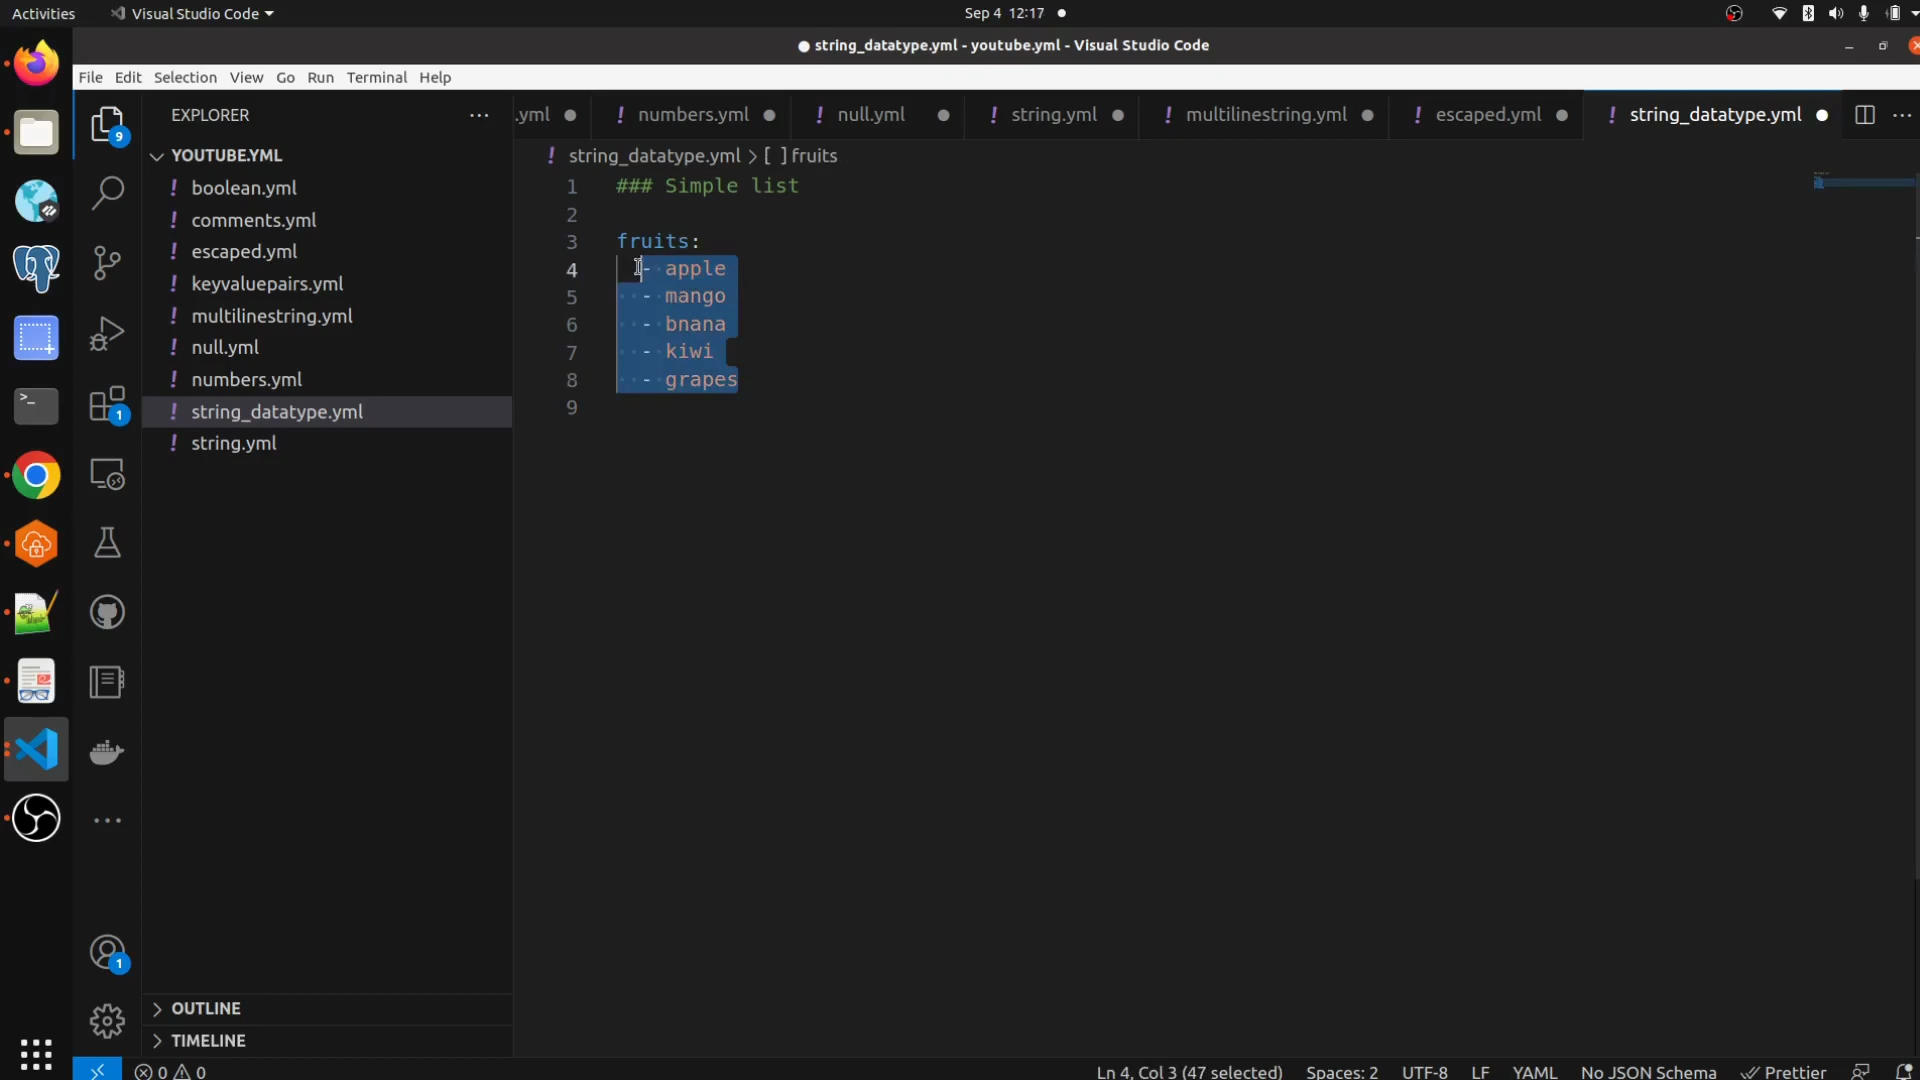 Activities
Visual Studio Code
Sep 4 12:17
string_datatype.yml - youtube.yml - Visual Studio Code
File Edit Selection View Go Run Terminal Help
EXPLORER
.yml
! numbers.yml
! null.yml
! string.yml
! multilinestring.yml
! escaped.yml
! string_datatype.yml
9
YOUTUBE.YML
! string_datatype.yml > [ ] fruits
! boolean.yml
! comments.yml
! escaped.yml
! keyvaluepairs.yml
! multilinestring.yml
! null.yml
! numbers.yml
! string_datatype.yml
! string.yml
1 ### Simple list
2
3 fruits:
4 - apple
5 - mango
6 - bnana
7 - kiwi
8 - grapes
9
1
1
OUTLINE
TIMELINE
0 0
Ln 4, Col 3 (47 selected)
Spaces: 2
UTF-8
LF
YAML
No JSON Schema
Prettier